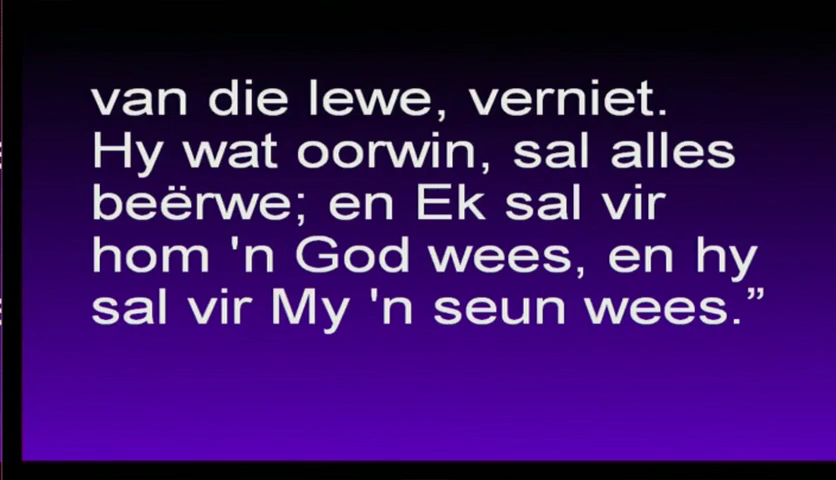 van die lewe, verniet.
Hy wat oorwin, sal alles
beërwe; en Ek sal vir
hom 'n God wees, en hy
sal vir My 'n seun wees.”